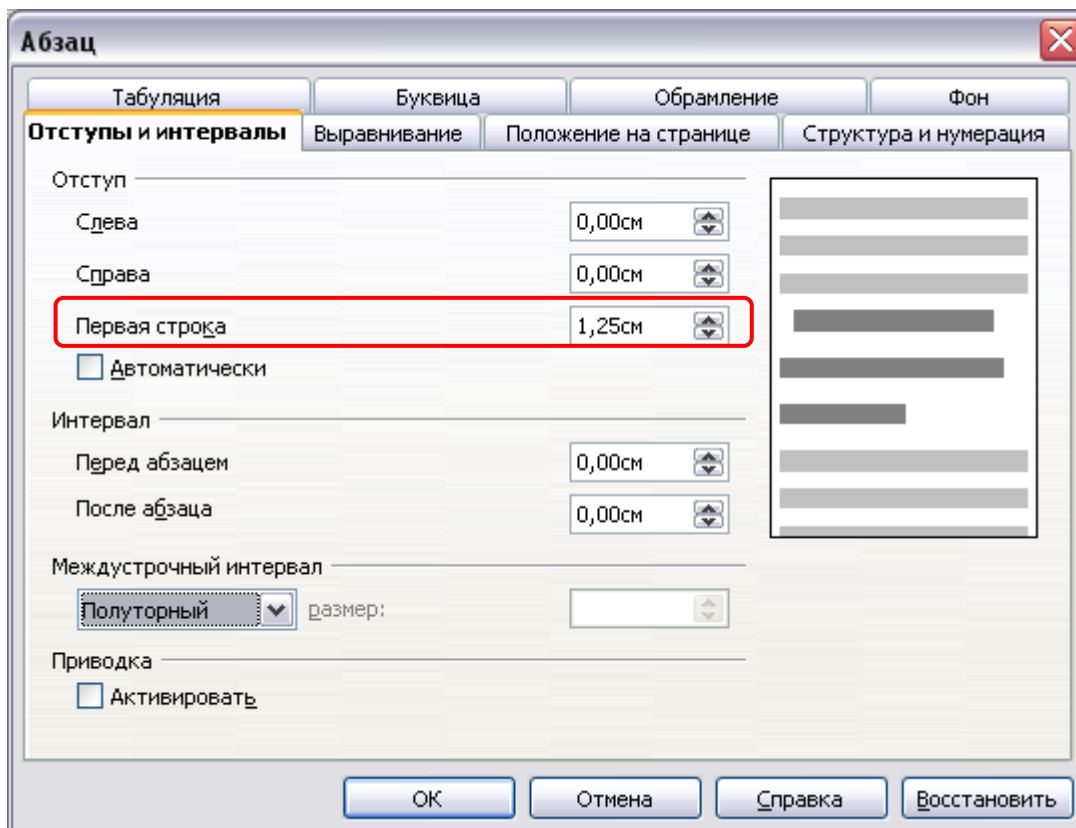 Абзац
Табуляция Буквица Обрамление Фон
Отступы и интервалы Выравнивание Положение на странице Структура и нумерация
Отступ
Слева 0,00см
Справа 0,00см
Первая строка 1,25см
Автоматически
Интервал
Перед абзацем 0,00см
После абзаца 0,00см
Междустрочный интервал
Полуторный размер:
Приводка
Активировать
ОК Отмена Справка Восстановить